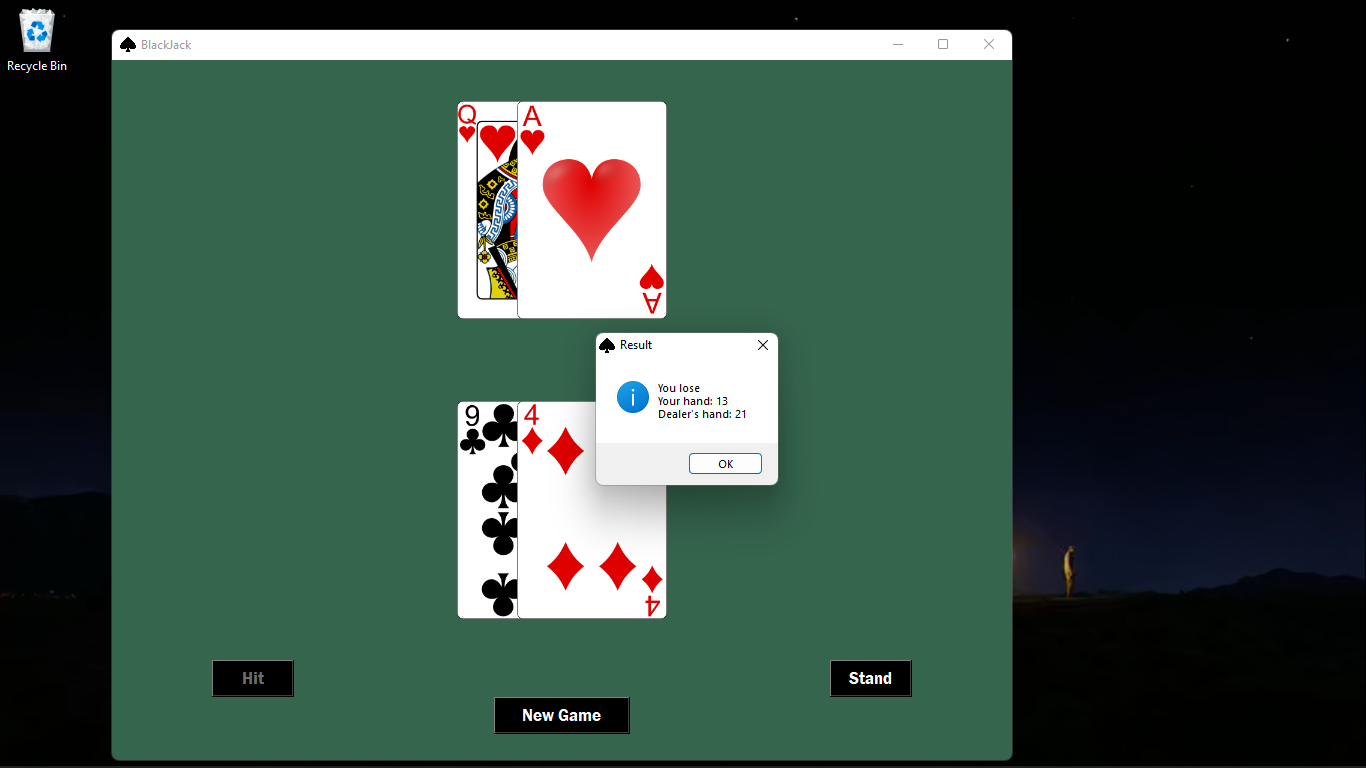 Recycle Bin
BlackJack
Q
A
A
Result
You lose
Your hand: 13
Dealer's hand: 21
OK
9
4
4
Hit
Stand
New Game